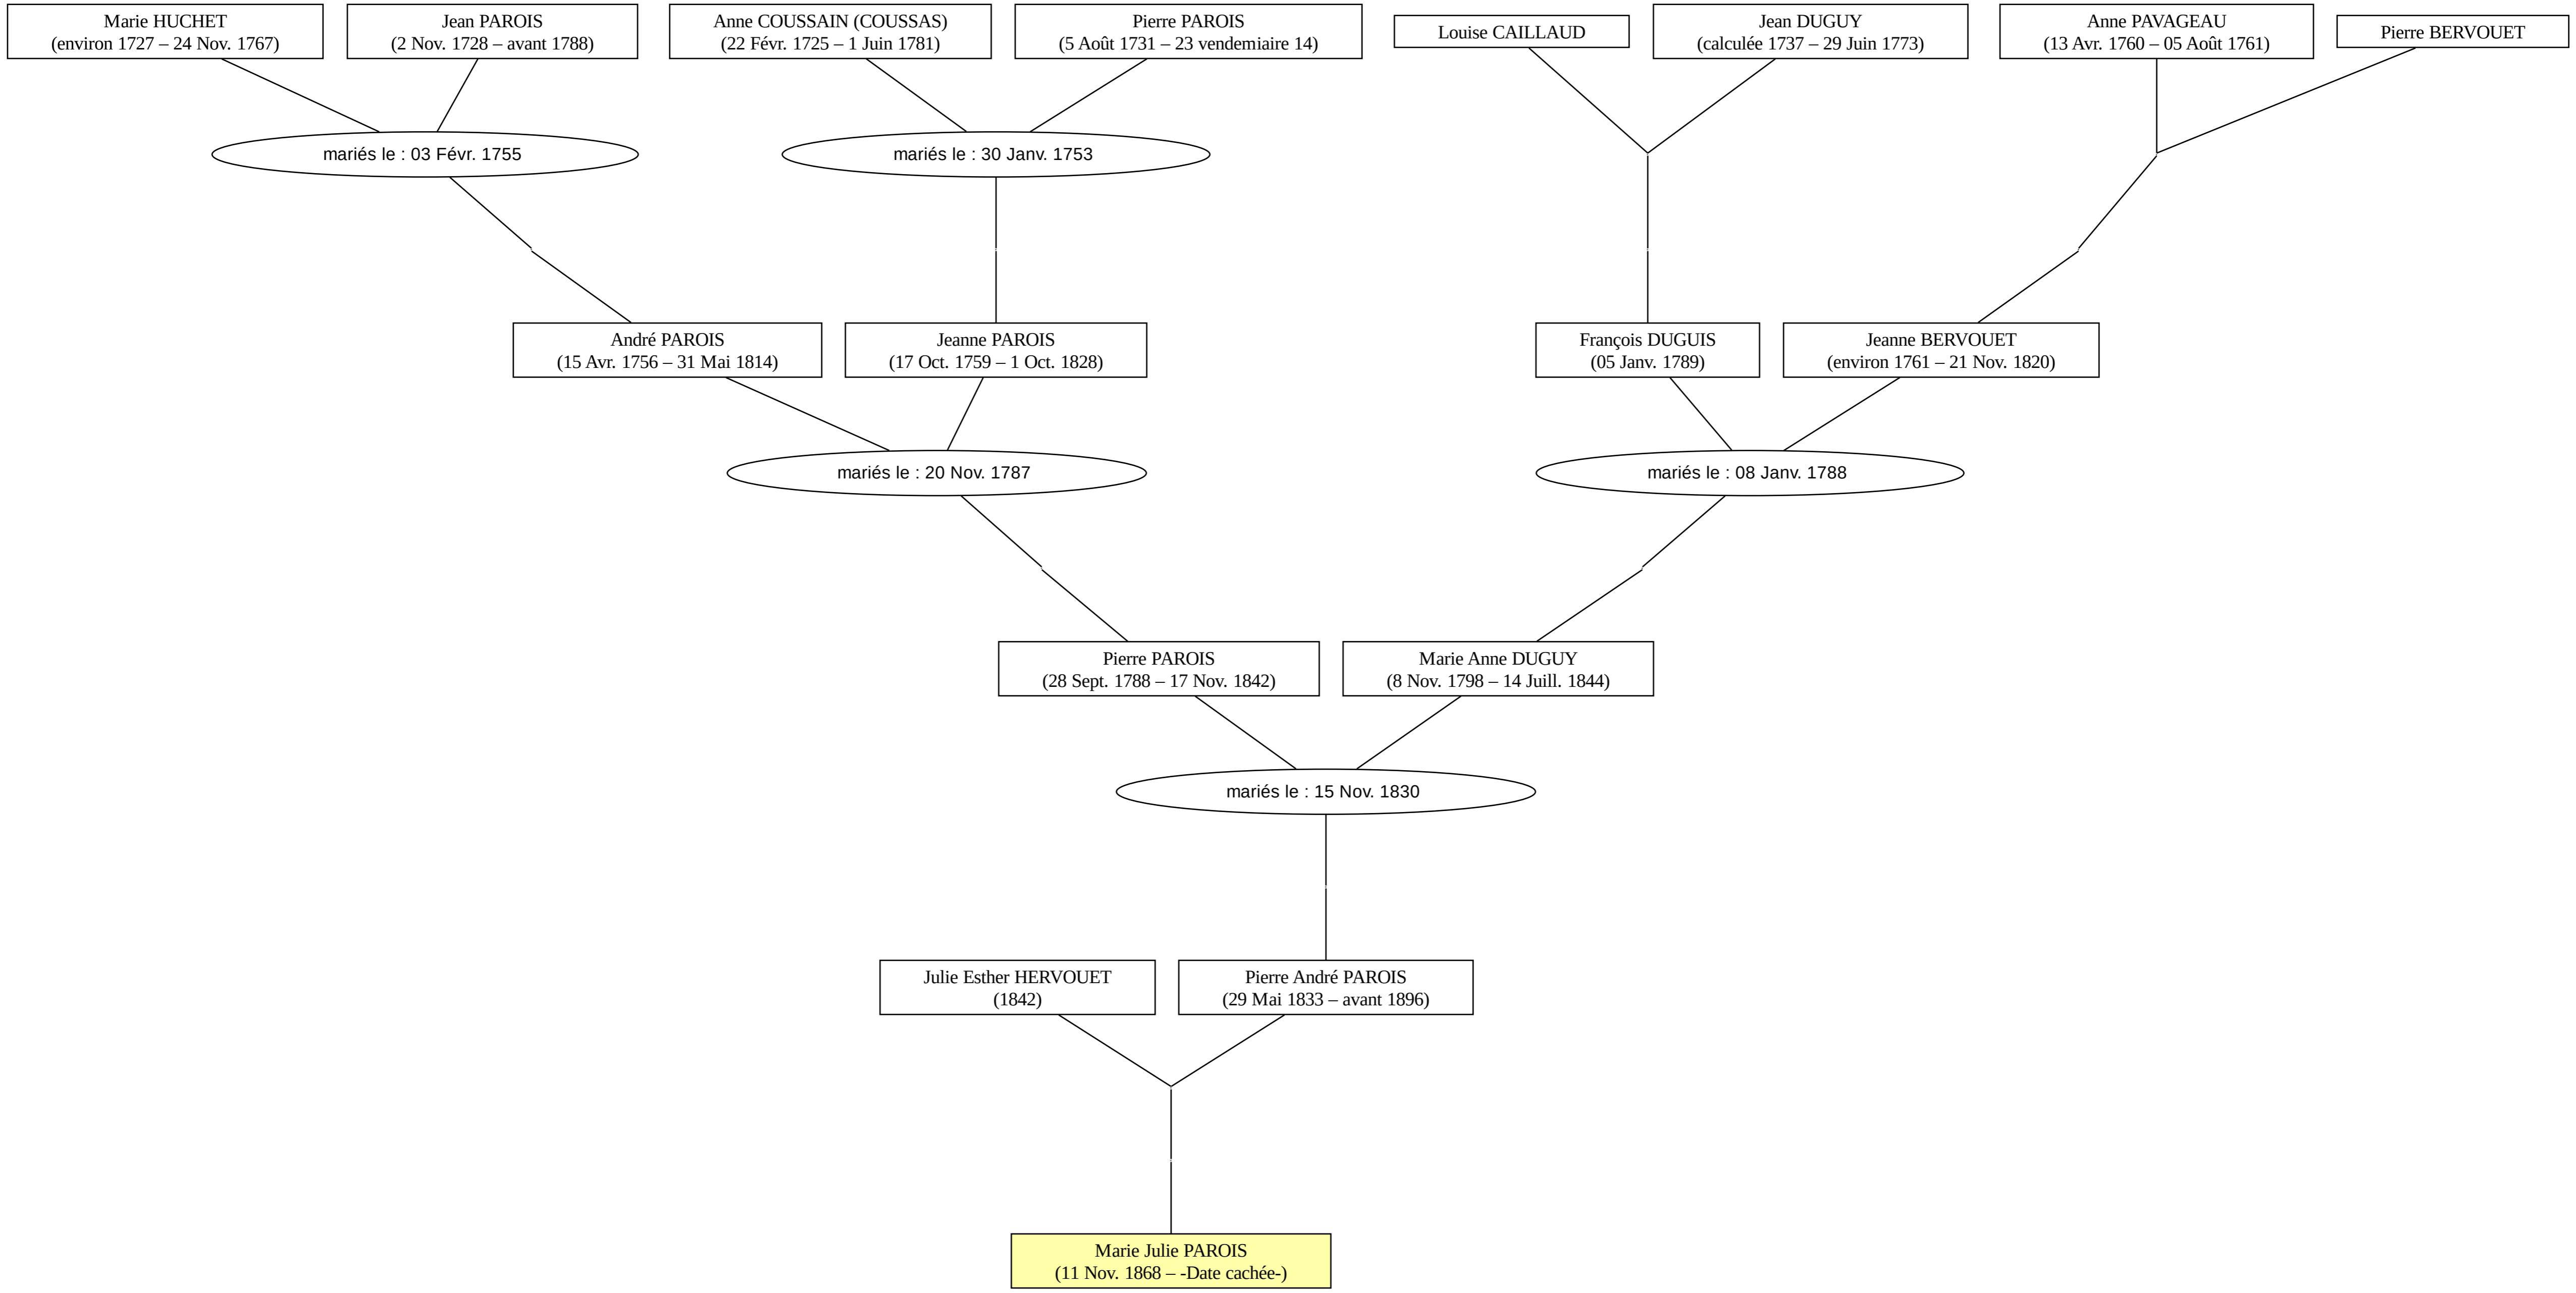 Marie HUCHET
(environ 1727 – 24 Nov. 1767)
Jean PAROIS
(2 Nov. 1728 – avant 1788)
Anne COUSSAIN (COUSSAS)
(22 Févr. 1725 – 1 Juin 1781)
Pierre PAROIS
(5 Août 1731 – 23 vendemiaire 14)
Louise CAILLAUD
Jean DUGUY
(calculée 1737 – 29 Juin 1773)
Anne PAVAGEAU
(13 Avr. 1760 – 05 Août 1761)
Pierre BERVOUET
mariés le : 03 Févr. 1755
mariés le : 30 Janv. 1753
André PAROIS
(15 Avr. 1756 – 31 Mai 1814)
Jeanne PAROIS
(17 Oct. 1759 – 1 Oct. 1828)
François DUGUIS
(05 Janv. 1789)
Jeanne BERVOUET
(environ 1761 – 21 Nov. 1820)
mariés le : 20 Nov. 1787
mariés le : 08 Janv. 1788
Pierre PAROIS
(28 Sept. 1788 – 17 Nov. 1842)
Marie Anne DUGUY
(8 Nov. 1798 – 14 Juill. 1844)
mariés le : 15 Nov. 1830
Julie Esther HERVOUET
(1842)
Pierre André PAROIS
(29 Mai 1833 – avant 1896)
Marie Julie PAROIS
(11 Nov. 1868 – -Date cachée-)